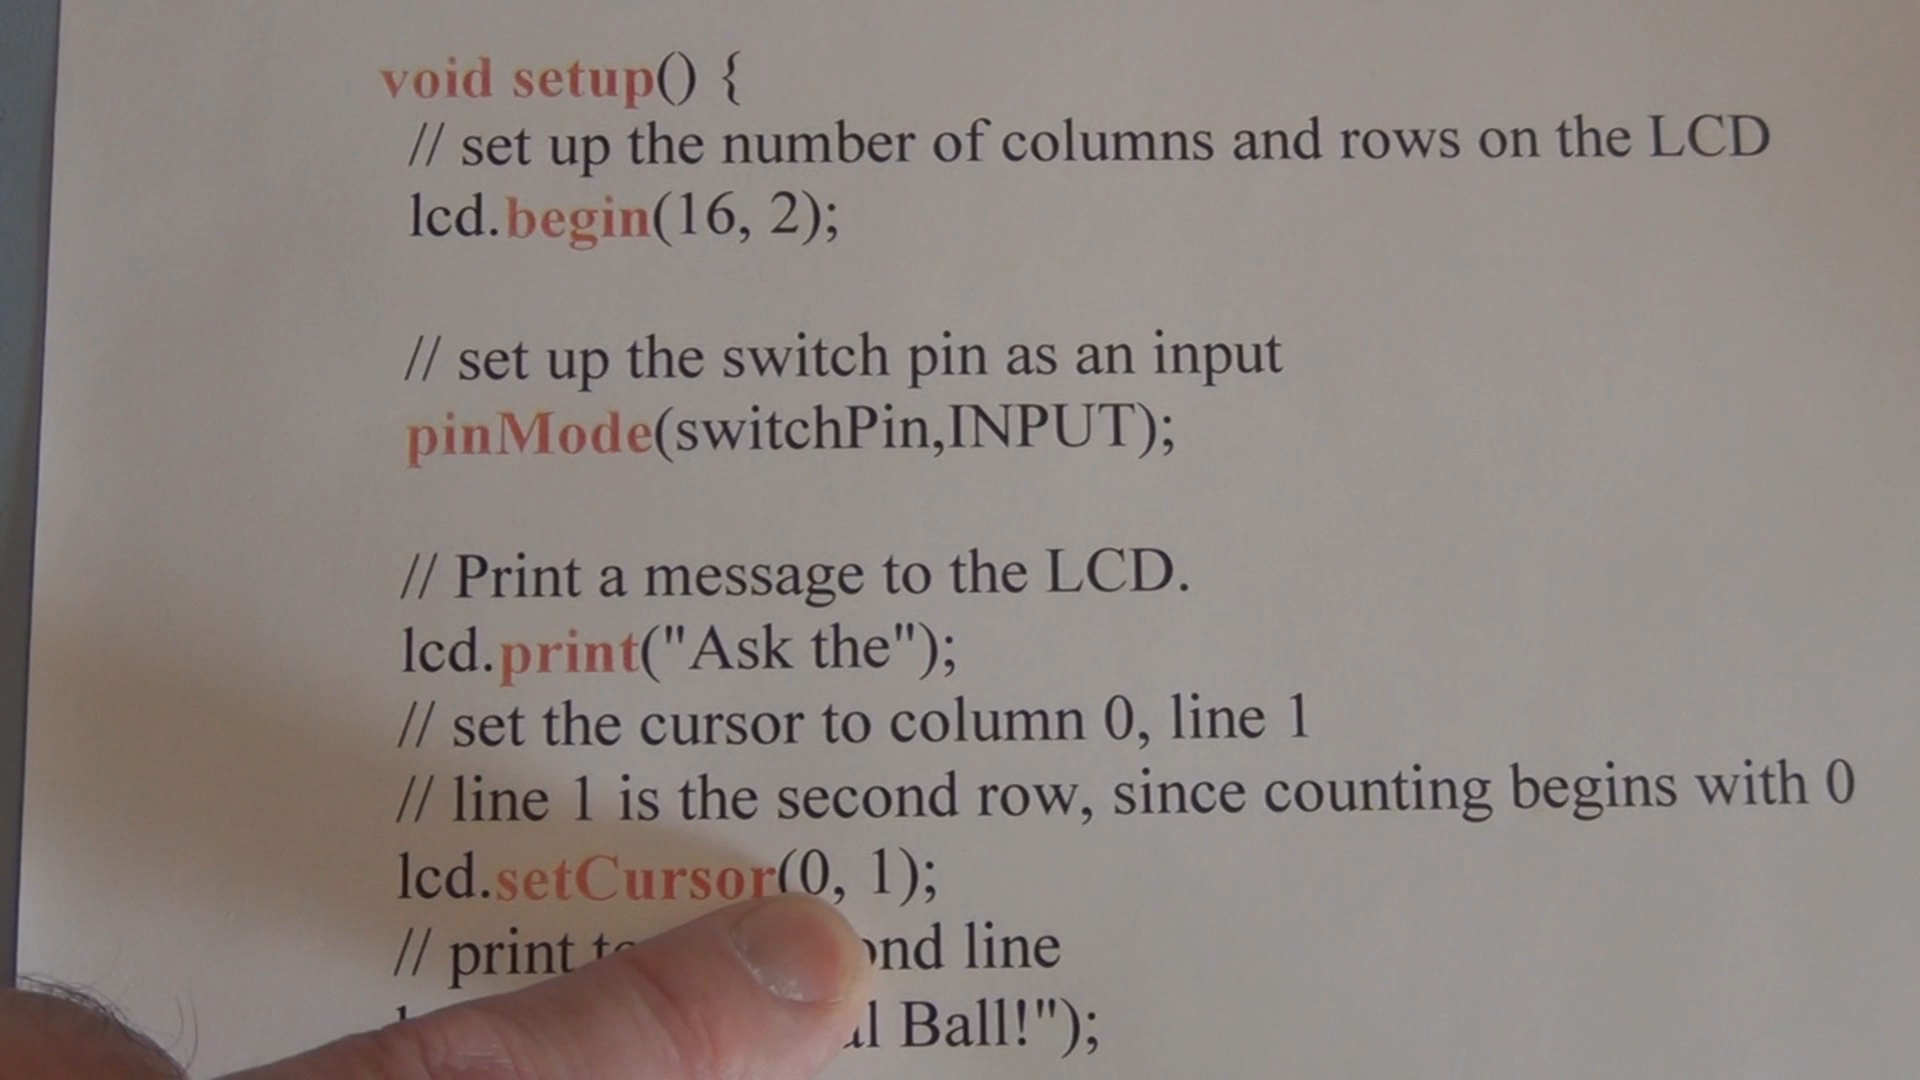 void setup() {
// set up the number of columns and rows on the LCD
lcd.begin(16, 2);
// set up the switch pin as an input
pinMode(switchPin,INPUT);
// Print a message to the LCD.
lcd.print("Ask the");
// set the cursor to column 0, line 1
// line 1 is the second row, since counting begins with 0
lcd.setCursor(0, 1);
// print line
Ball!");